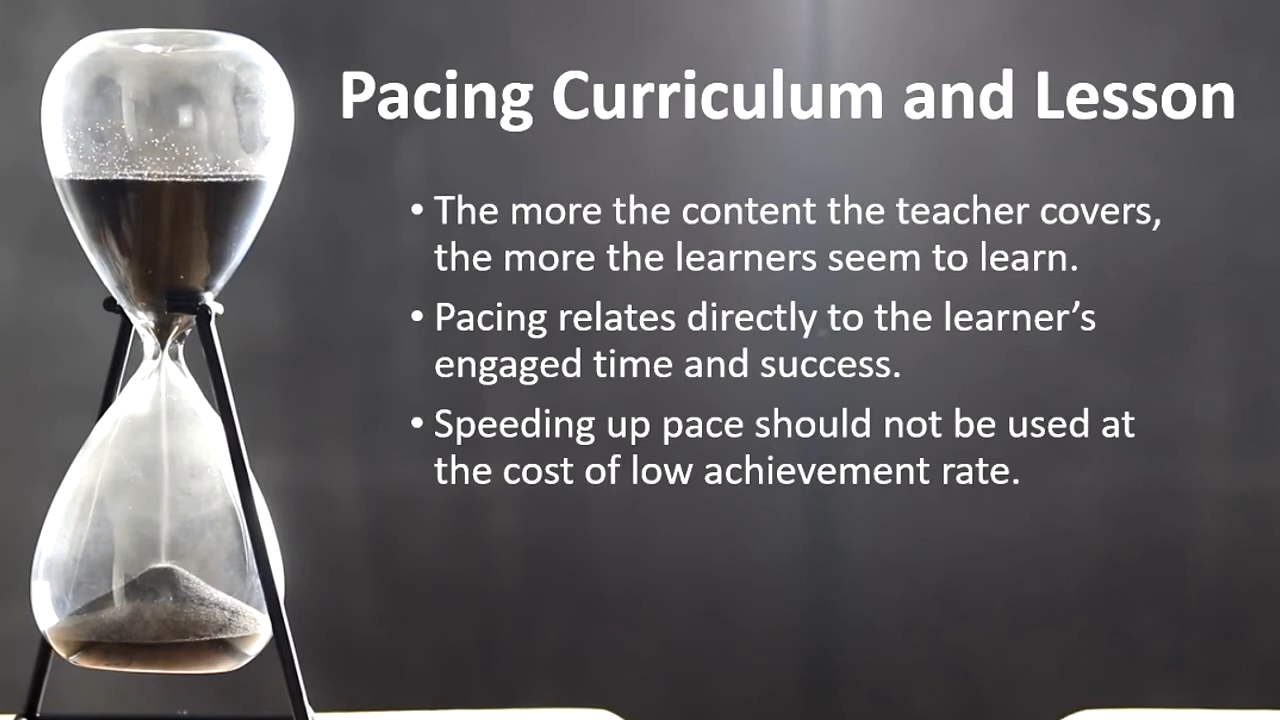 Pacing Curriculum and Lesson
• The more the content the teacher covers,
the more the learners seem to learn.
• Pacing relates directly to the learner’s
engaged time and success.
• Speeding up pace should not be used at
the cost of low achievement rate.